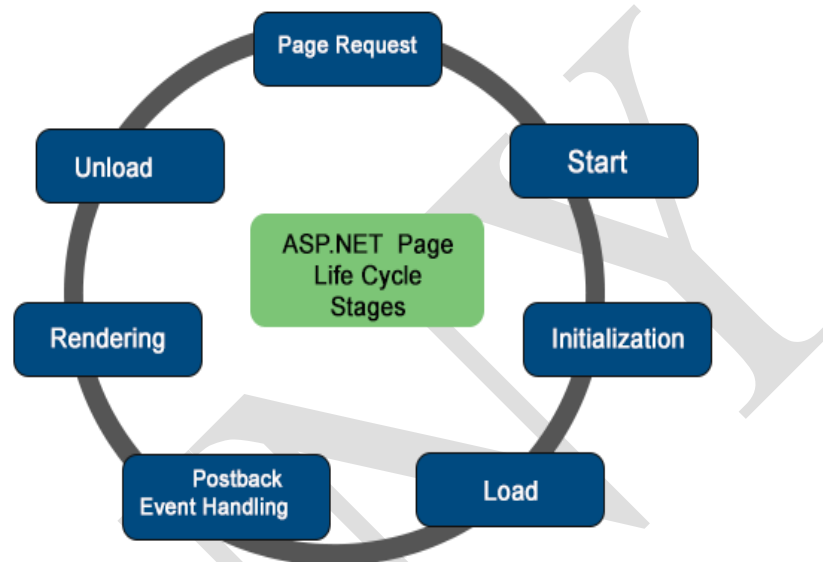 Page Request
Start
Initialization
Load
Postback
Event Handling
Rendering
Unload
ASP.NET Page
Life Cycle
Stages